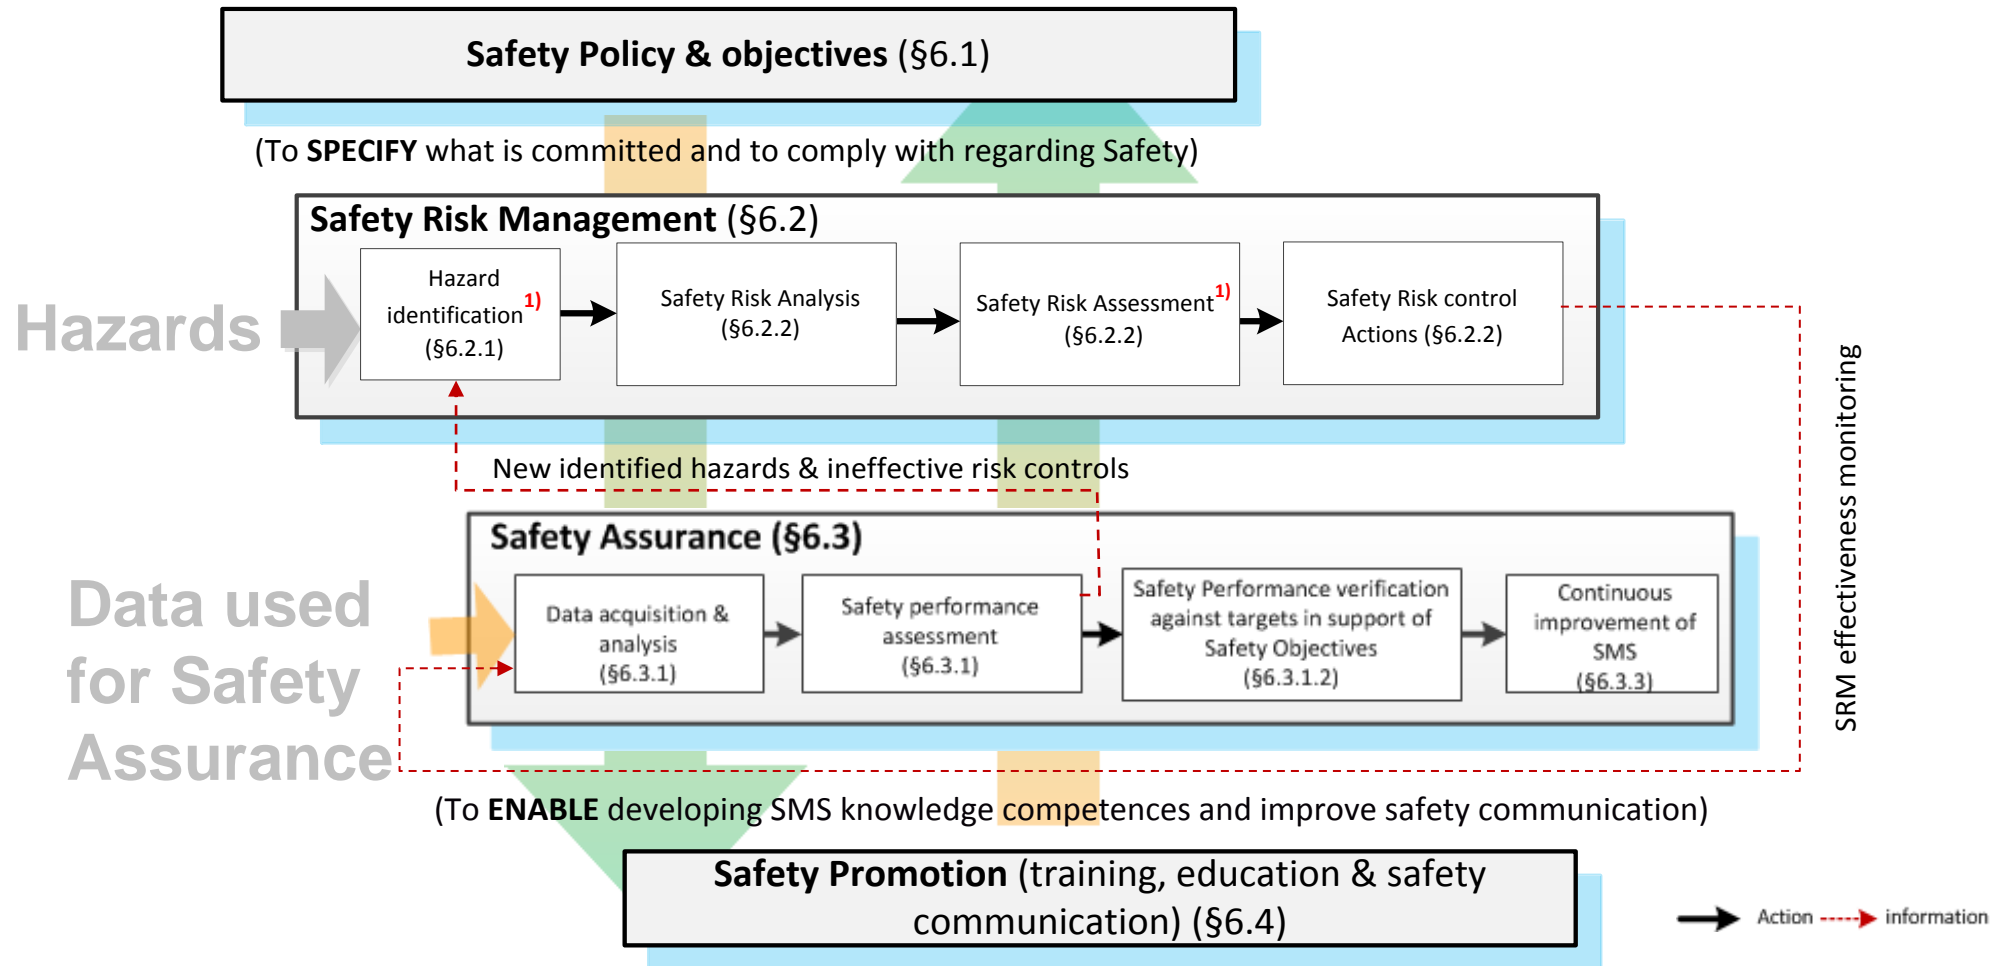 Safety Policy & objectives (§6.1)
(To SPECIFY what is committed and to comply with regarding Safety)
Safety Risk Management (§6.2)
Hazards
Hazard
identification1)
(§6.2.1)
Safety Risk Analysis
(§6.2.2)
Safety Risk Assessment1)
(§6.2.2)
Safety Risk control
Actions (§6.2.2)
SRM effectiveness monitoring
New identified hazards & ineffective risk controls
Safety Assurance (§6.3)
Data used
for Safety
Assurance
Data acquisition &
analysis
(§6.3.1)
Safety performance
assessment
(§6.3.1)
Safety Performance verification
against targets in support of
Safety Objectives
(§6.3.1.2)
Continuous
improvement of
SMS
(§6.3.3)
(To ENABLE developing SMS knowledge competences and improve safety communication)
Safety Promotion (training, education & safety
communication) (§6.4)
Action
information